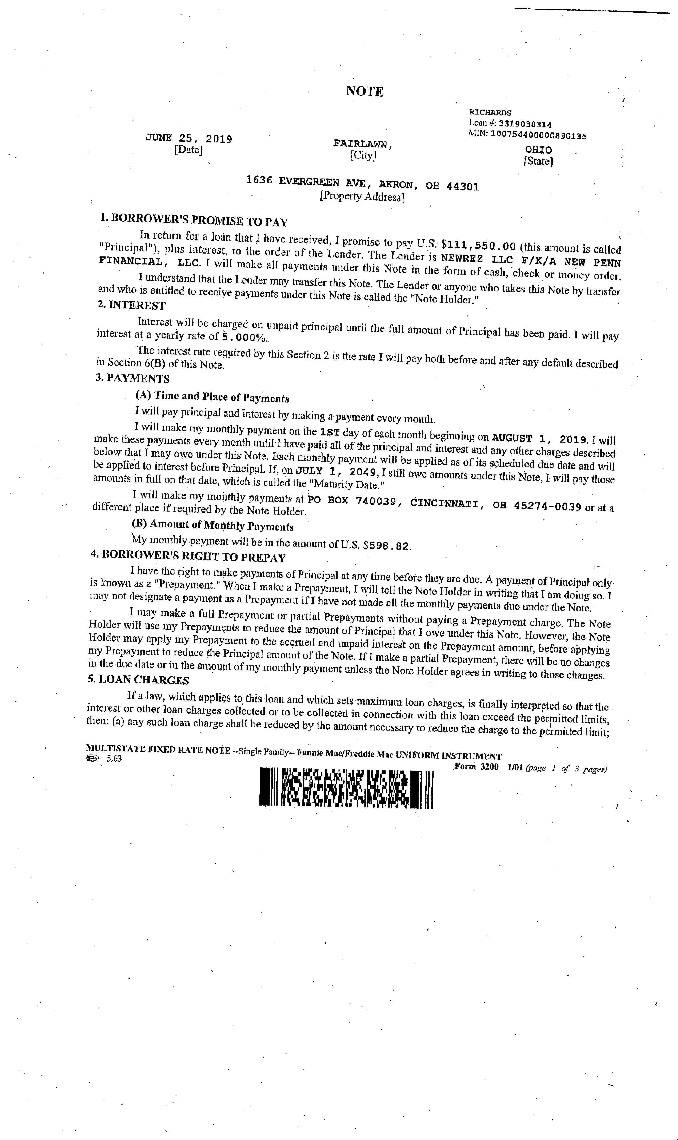 NOTE
RICHARDS
Loan #: 3319030314
MIN: 100754400000890135
JUNE 25, 2019
[Date]
FAIRLAWN,
[City]
OHIO
[State]
1636 EVERGREEN AVE, AKRON, OH 44301
[Property Address]
1. BORROWER'S PROMISE TO PAY
In return for a loan that I have received, I promise to pay U.S. $111,550.00 (this amount is called
"Principal"), plus interest, to the order of the Lender. The Lender is NEWREZ LLC F/K/A NEW PENN
FINANCIAL, LLC. I will make all payments under this Note in the form of cash, check or money order.
I understand that the Lender may transfer this Note. The Lender or anyone who takes this Note by transfer
and who is entitled to receive payments under this Note is called the "Note Holder."
2. INTEREST
Interest will be charged on unpaid principal until the full amount of Principal has been paid. I will pay
interest at a yearly rate of 5.000%.
The interest rate required by this Section 2 is the rate I will pay both before and after any default described
in Section 6(B) of this Note.
3. PAYMENTS
(A) Time and Place of Payments
I will pay principal and interest by making a payment every month.
I will make my monthly payment on the 1ST day of each month beginning on AUGUST 1, 2019. I will
make these payments every month until I have paid all of the principal and interest and any other charges described
below that I may owe under this Note. Each monthly payment will be applied as of its scheduled due date and will
be applied to interest before Principal. If, on JULY 1, 2049, I still owe amounts under this Note, I will pay those
amounts in full on that date, which is called the "Maturity Date."
I will make my monthly payments at PO BOX 740039, CINCINNATI, OH 45274-0039 or at a
different place if required by the Note Holder.
(B) Amount of Monthly Payments
My monthly payment will be in the amount of U.S. $598.82.
4. BORROWER'S RIGHT TO PREPAY
I have the right to make payments of Principal at any time before they are due. A payment of Principal only
is known as a "Prepayment." When I make a Prepayment, I will tell the Note Holder in writing that I am doing so. I
may not designate a payment as a Prepayment if I have not made all the monthly payments due under the Note.
I may make a full Prepayment or partial Prepayments without paying a Prepayment charge. The Note
Holder will use my Prepayments to reduce the amount of Principal that I owe under this Note. However, the Note
Holder may apply my Prepayment to the accrued and unpaid interest on the Prepayment amount, before applying
my Prepayment to reduce the Principal amount of the Note. If I make a partial Prepayment, there will be no changes
in the due date or in the amount of my monthly payment unless the Note Holder agrees in writing to those changes.
5. LOAN CHARGES
If a law, which applies to this loan and which sets maximum loan charges, is finally interpreted so that the
interest or other loan charges collected or to be collected in connection with this loan exceed the permitted limits,
then: (a) any such loan charge shall be reduced by the amount necessary to reduce the charge to the permitted limit;
MULTISTATE FIXED RATE NOTE --Single Family-- Fannie Mae/Freddie Mac UNIFORM INSTRUMENT
5.63
Form 3200 1/01 (page 1 of 3 pages)